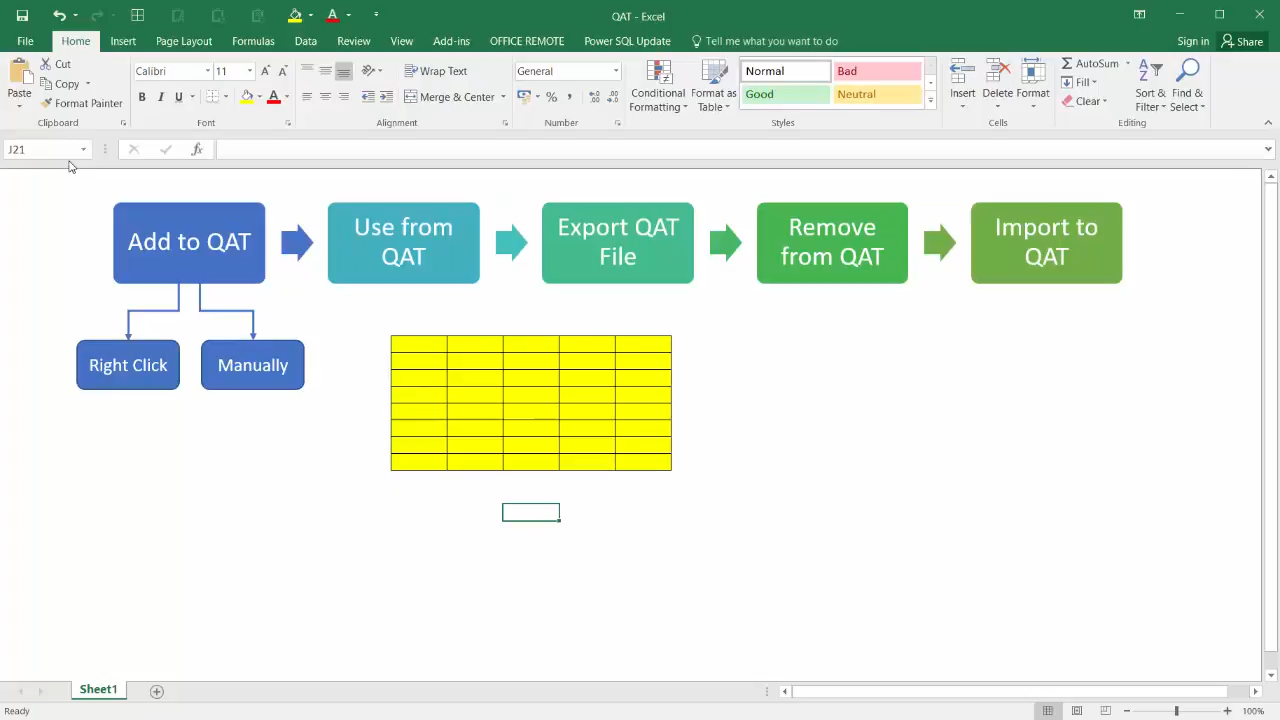 QAT - Excel
File Home Insert Page Layout Formulas Data Review View Add-ins OFFICE REMOTE Power SQL Update Tell me what you want to do Sign in Share
Paste
Cut
Copy
Format Painter
Clipboard
Calibri 11
B I U
A
Font
Wrap Text
Merge & Center
Alignment
General
%
Number
Conditional
Formatting
Format as
Table
Normal Bad
Good Neutral
Styles
Insert Delete Format
Cells
AutoSum
Fill
Clear
Sort &
Filter
Find &
Select
Editing
J21 fx
Add to QAT
Use from
QAT
Export QAT
File
Remove
from QAT
Import to
QAT
Right Click
Manually
Sheet1
Ready 100%